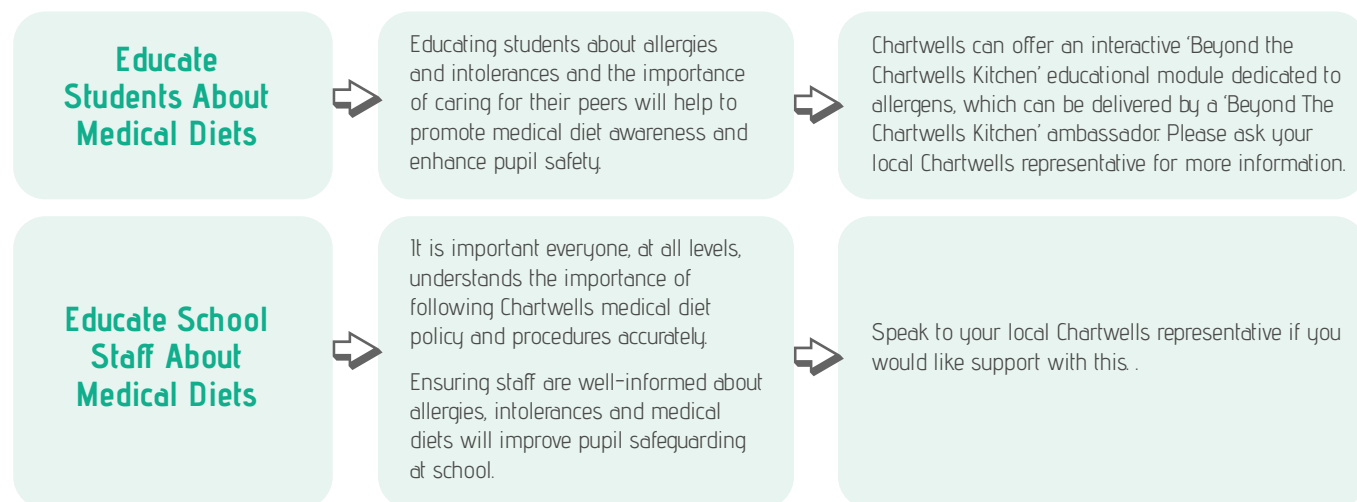 Educate
Students About
Medical Diets
Educating students about allergies
and intolerances and the importance
of caring for their peers will help to
promote medical diet awareness and
enhance pupil safety.
Chartwells can offer an interactive ‘Beyond the
Chartwells Kitchen’ educational module dedicated to
allergens, which can be delivered by a ‘Beyond The
Chartwells Kitchen’ ambassador. Please ask your
local Chartwells representative for more information.
Educate School
Staff About
Medical Diets
It is important everyone, at all levels,
understands the importance of
following Chartwells medical diet
policy and procedures accurately.
Ensuring staff are well-informed about
allergies, intolerances and medical
diets will improve pupil safeguarding
at school.
Speak to your local Chartwells representative if you
would like support with this. .